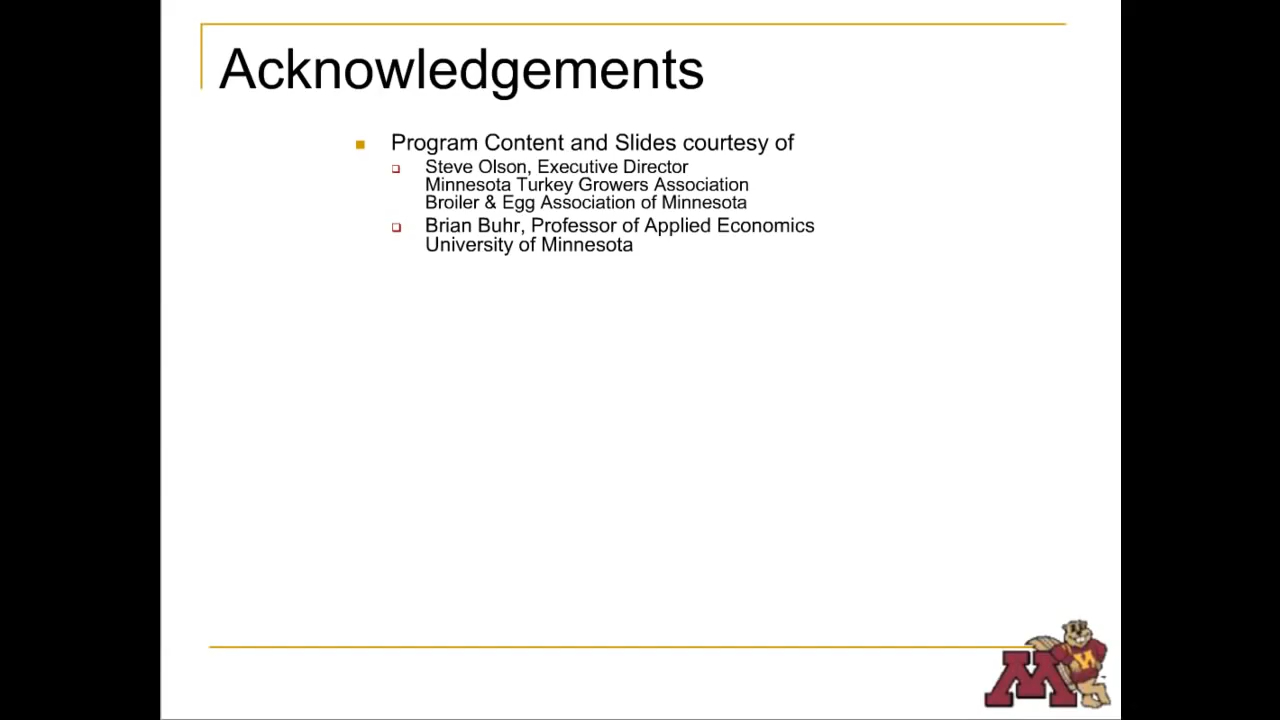 Acknowledgements
Program Content and Slides courtesy of
Steve Olson, Executive Director
Minnesota Turkey Growers Association
Broiler & Egg Association of Minnesota
Brian Buhr, Professor of Applied Economics
University of Minnesota
M